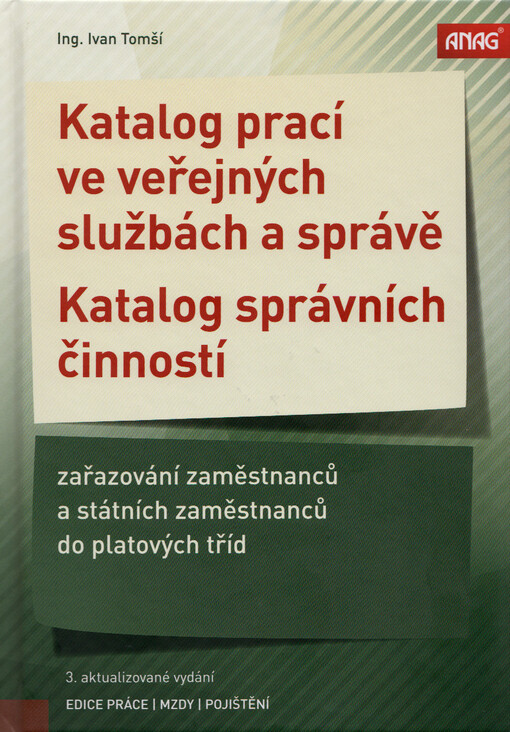 Ing. Ivan Tomší
ANAG®
Katalog prací
ve veřejných
službách a správě
Katalog správních
činností
zařazování zaměstnanců
a státních zaměstnanců
do platových tříd
3. aktualizované vydání
EDICE PRÁCE | MZDY | POJIŠTĚNÍ